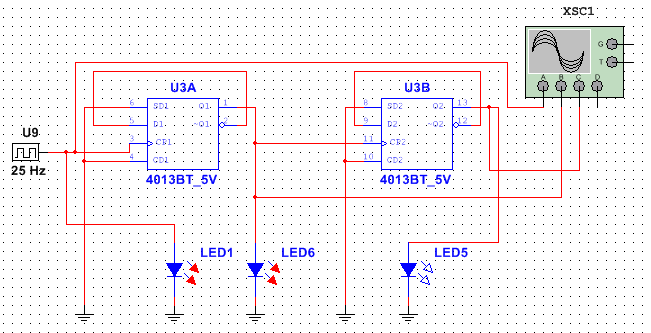 XSC1
G
T
A B C D
U3A
U3B
6 SD1 Q1 1
5 D1 ~Q1 2
3 CP1
4 CD1
8 SD2 Q2 13
9 D2 ~Q2 12
11 CP2
10 CD2
4013BT_5V
4013BT_5V
U9
25 Hz
LED1
LED6
LED5